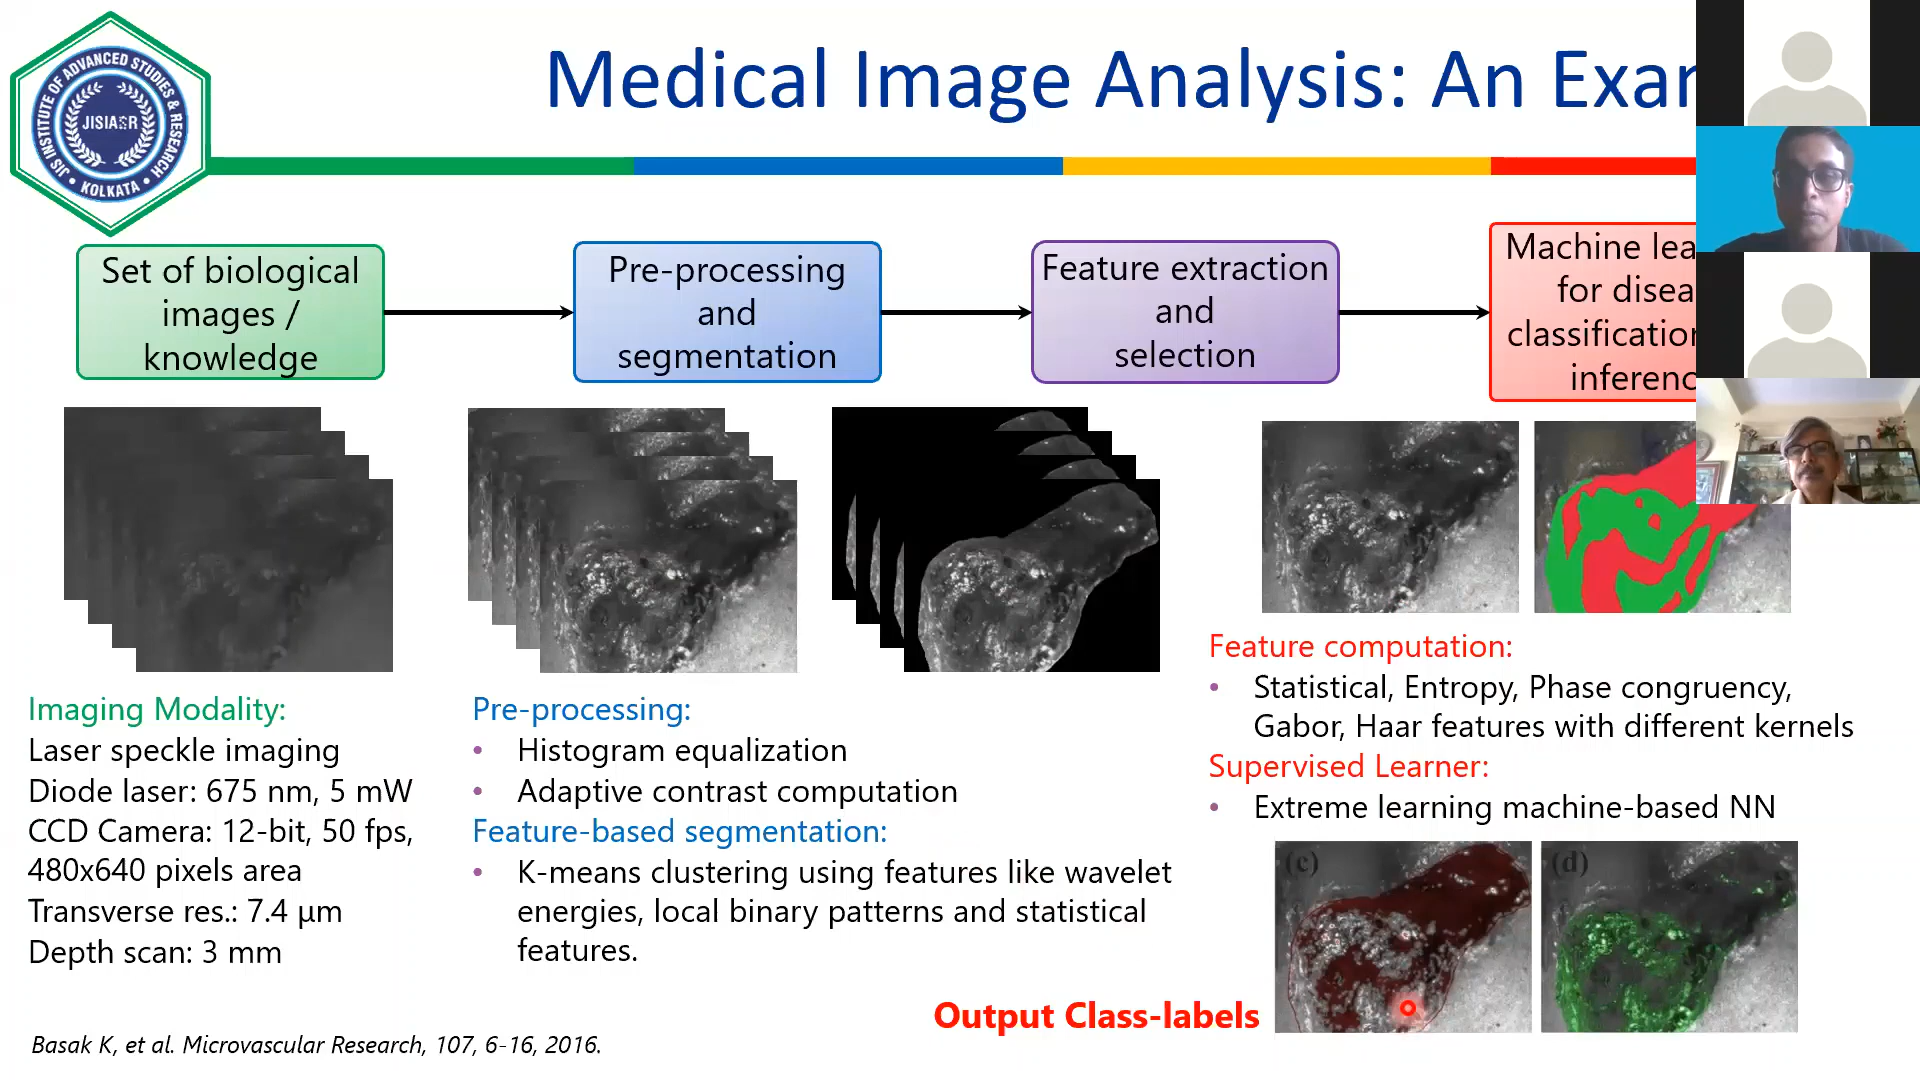 JIS INSTITUTE OF ADVANCED STUDIES & RESEARCH
JISIASR
• KOLKATA •
Medical Image Analysis: An Exa
Set of biological
images /
knowledge
Pre-processing
and
segmentation
Feature extraction
and
selection
Machine lea
for disea
classification
inferenc
Imaging Modality:
Laser speckle imaging
Diode laser: 675 nm, 5 mW
CCD Camera: 12-bit, 50 fps,
480x640 pixels area
Transverse res.: 7.4 µm
Depth scan: 3 mm
Pre-processing:
• Histogram equalization
• Adaptive contrast computation
Feature-based segmentation:
• K-means clustering using features like wavelet
energies, local binary patterns and statistical
features.
Feature computation:
• Statistical, Entropy, Phase congruency,
Gabor, Haar features with different kernels
Supervised Learner:
• Extreme learning machine-based NN
(c)
(d)
Output Class-labels
Basak K, et al. Microvascular Research, 107, 6-16, 2016.